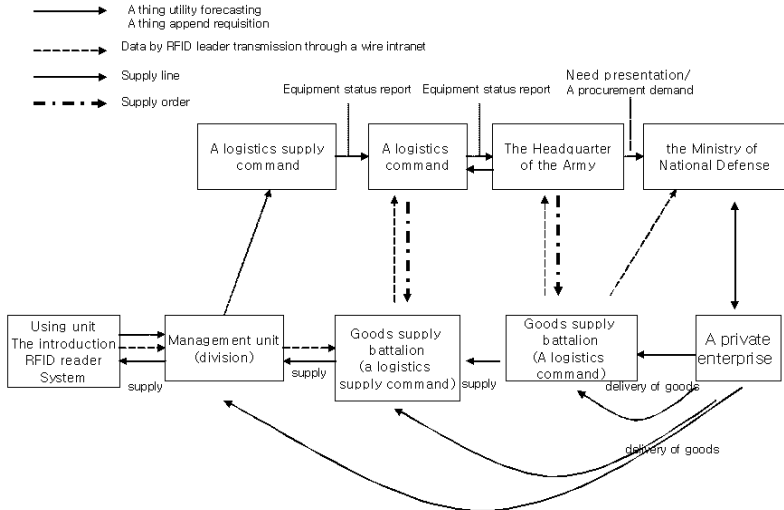 A thing utility forecasting
A thing append requisition
Data by RFID leader transmission through a wire intranet
Supply line
Supply order
Equipment status report
Equipment status report
Need presentation/
A procurement demand
A logistics supply
command
A logistics
command
The Headquarter
of the Army
the Ministry of
National Defense
Using unit
The introduction
RFID reader
System
Management unit
(division)
Goods supply
battalion
(a logistics
supply command)
Goods supply
battalion
(A logistics
command)
A private
enterprise
supply
supply
supply
delivery of goods
delivery of goods